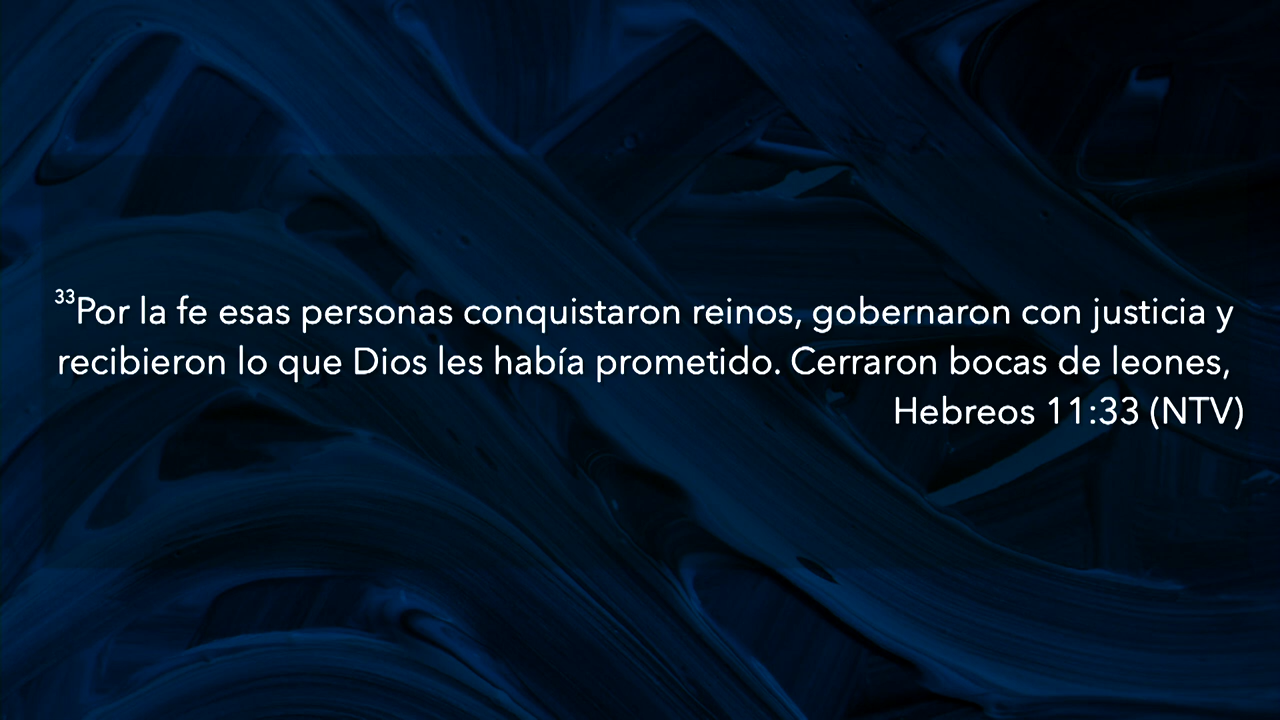 33Por la fe esas personas conquistaron reinos, gobernaron con justicia y
recibieron lo que Dios les había prometido. Cerraron bocas de leones,
Hebreos 11:33 (NTV)